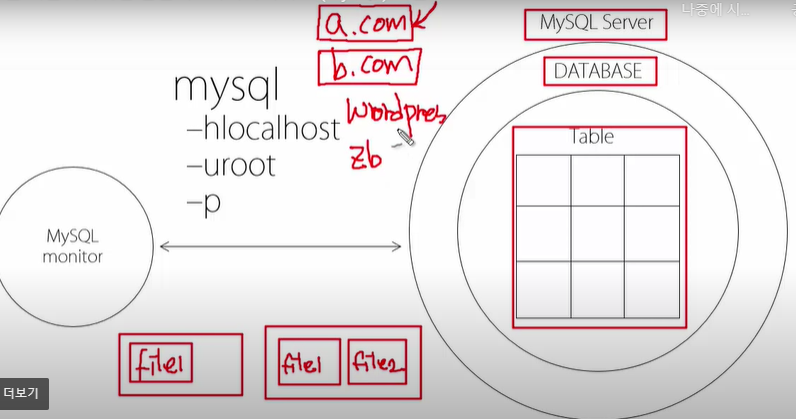 나중에 시...
a.com
MySQL Server
b.com
DATABASE
mysql
wordpres
–hlocalhost
Table
zb
–uroot
–p
MySQL
monitor
file1
file1
file2
더보기